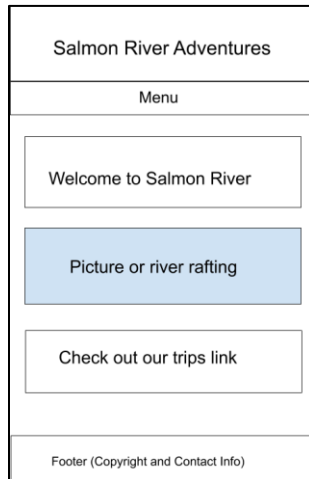 Salmon River Adventures
Menu
Welcome to Salmon River
Picture or river rafting
Check out our trips link
Footer (Copyright and Contact Info)